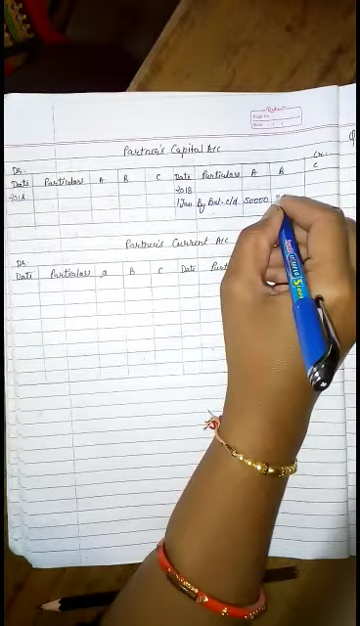 Partner's Capital A/c
Dr. Cr.
Date Particulars A B C Date Particulars A B C
2018 2018
1 Jan By Bal. c/d 50000
Partner's Current A/c
Dr.
Date Particulars A B C Date Part